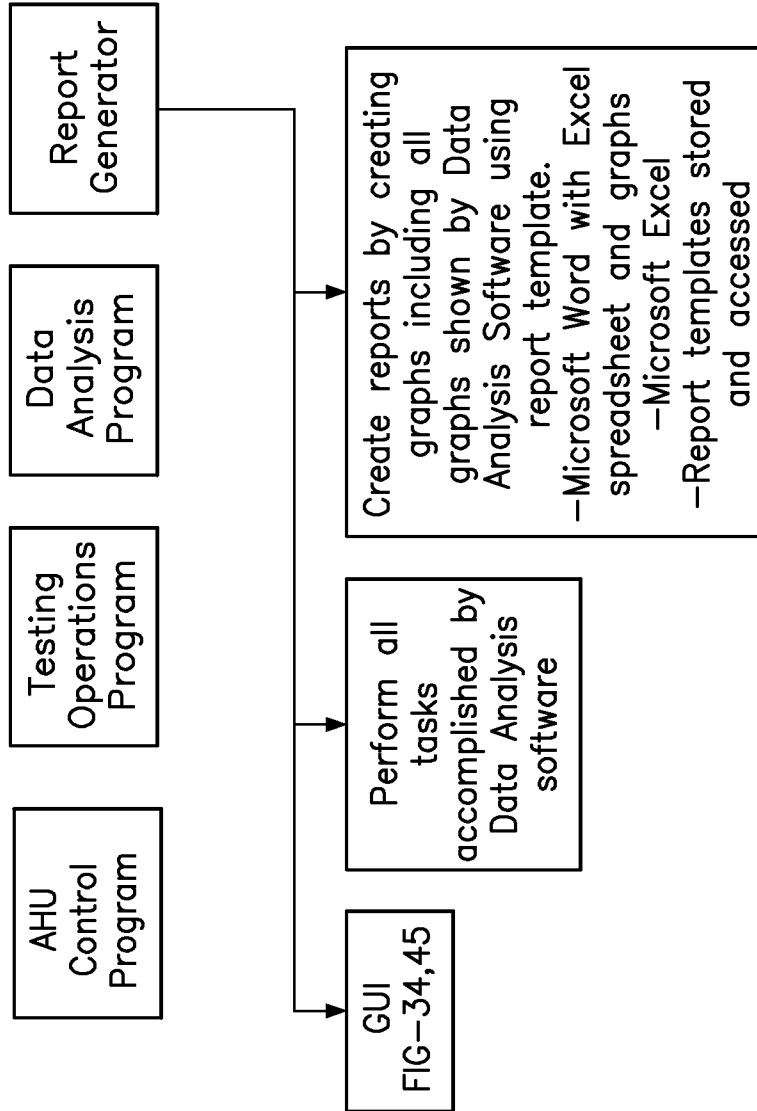 AHU
Control
Program
Testing
Operations
Program
Data
Analysis
Program
Report
Generator
GUI
FIG-34,45
Perform all
tasks
accomplished by
Data Analysis
software
Create reports by creating
graphs including all
graphs shown by Data
Analysis Software using
report template.
-Microsoft Word with Excel
spreadsheet and graphs
-Microsoft Excel
-Report templates stored
and accessed